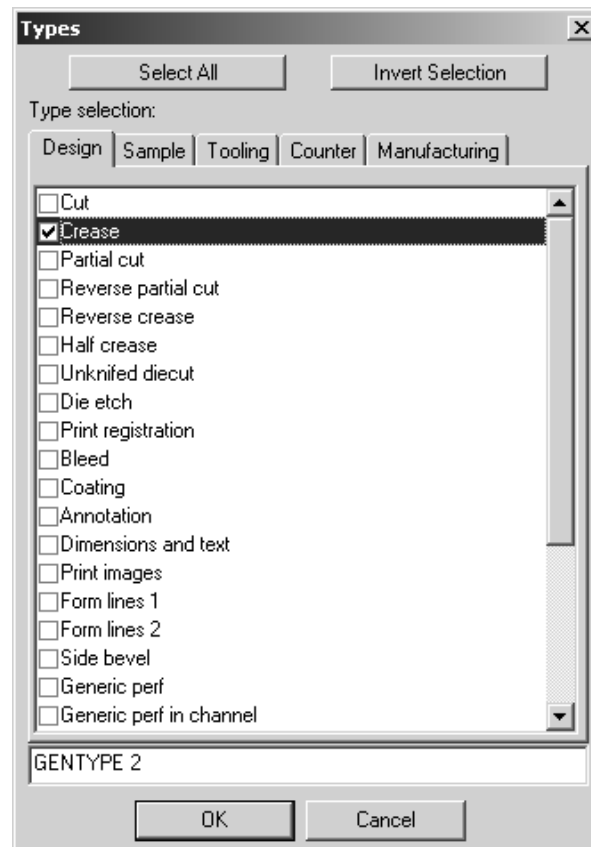 Types
Select All Invert Selection
Type selection:
Design Sample Tooling Counter Manufacturing
Cut
Crease
Partial cut
Reverse partial cut
Reverse crease
Half crease
Unknifed diecut
Die etch
Print registration
Bleed
Coating
Annotation
Dimensions and text
Print images
Form lines 1
Form lines 2
Side bevel
Generic perf
Generic perf in channel
GENTYPE 2
OK Cancel